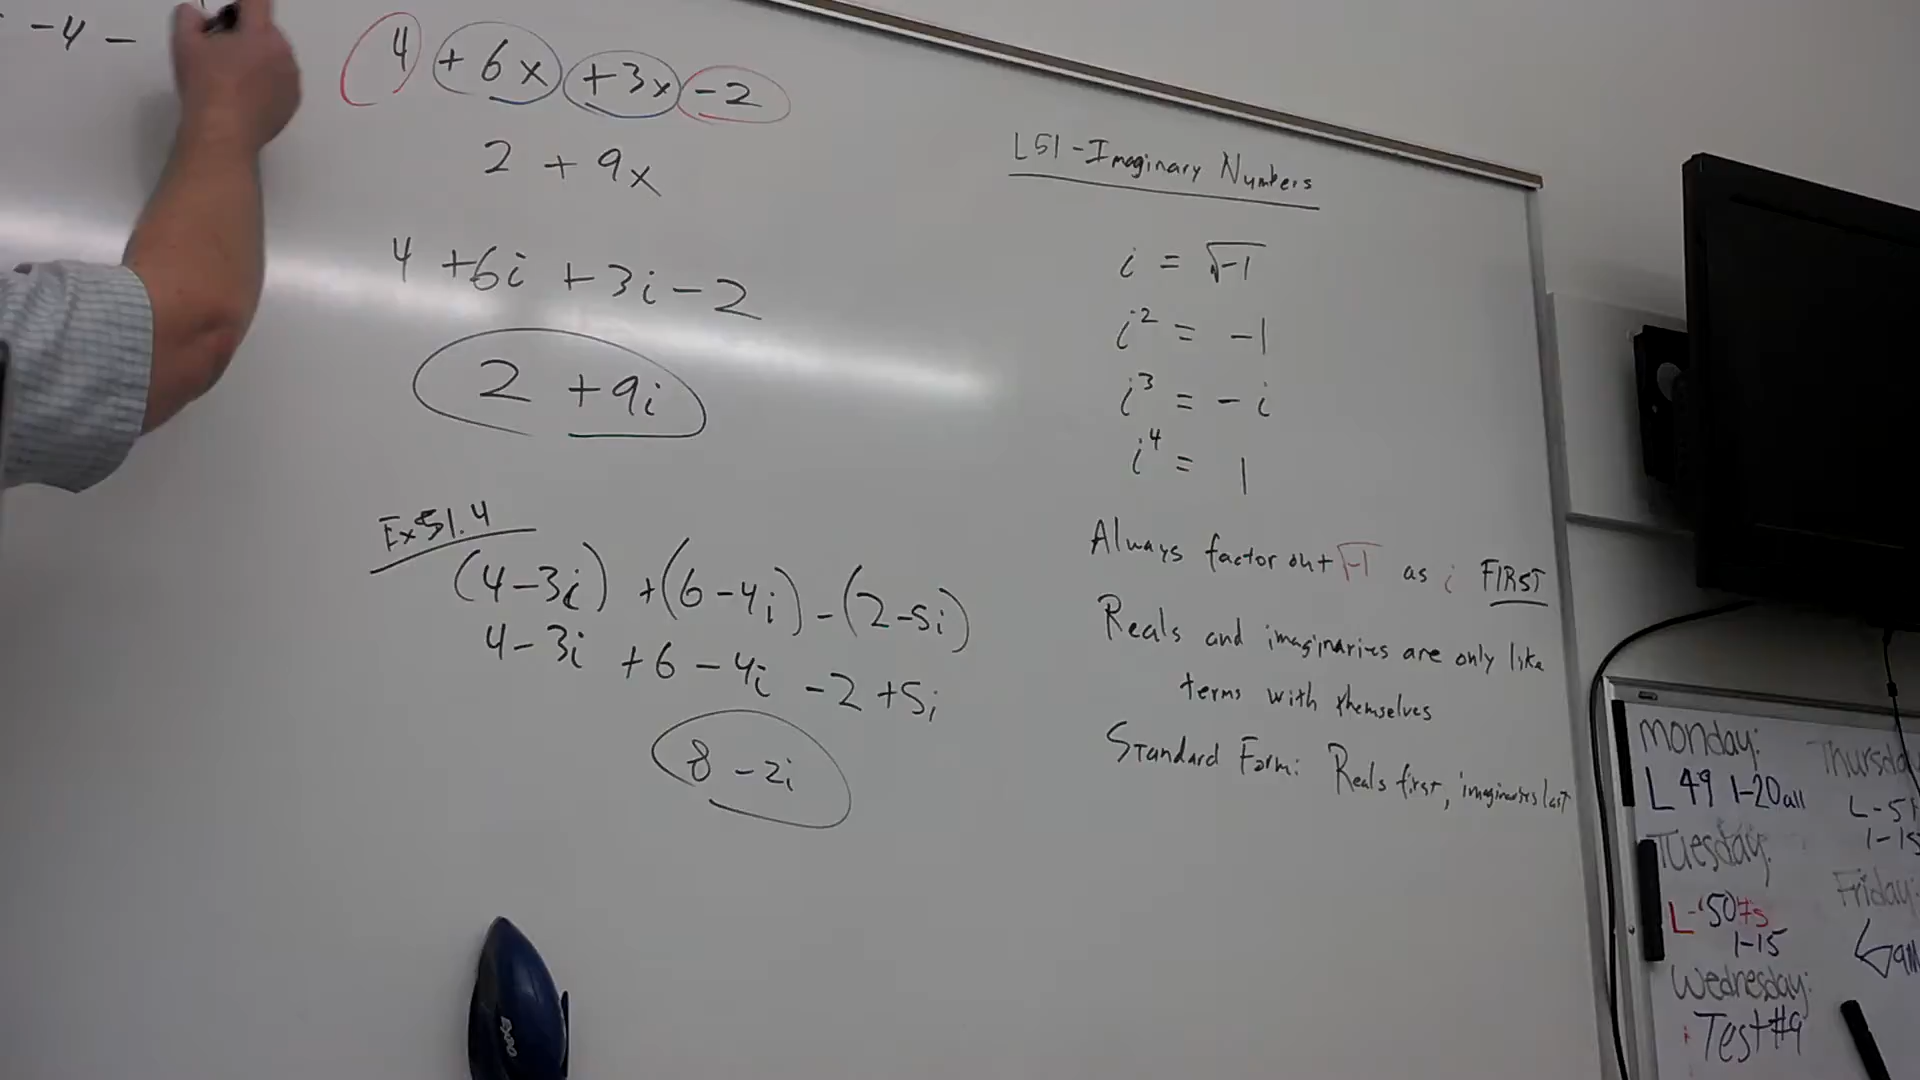 -4 -
4 + 6x + 3x - 2
2 + 9x
4 + 6i + 3i - 2
2 + 9i
Ex 51.4
(4-3i) + (6-4i) - (2-5i)
4-3i + 6 - 4i - 2 + 5i
8 - 2i
L51 - Imaginary Numbers
i = √-1
i² = -1
i³ = -i
i⁴ = 1
Always factor out √-1 as i FIRST
Reals and imaginaries are only like
terms with themselves
Standard Form: Reals first, imaginaries last
Monday:
L 49 1-20 all
Tuesday:
L-50
1-15
Wednesday:
Test #9
Thursda
L-51
1-15
Friday:
EXPO